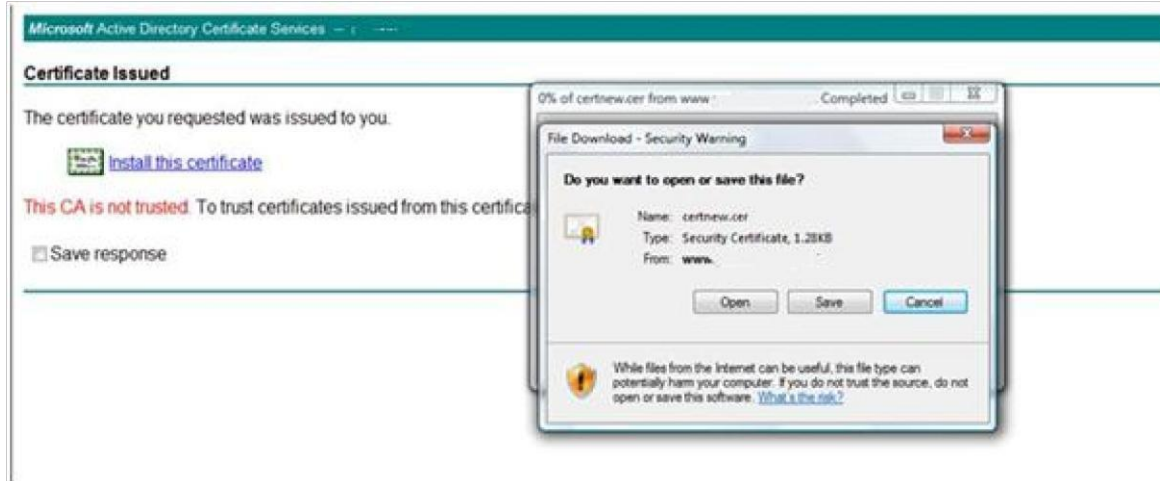 Microsoft Active Directory Certificate Services --
Certificate Issued
The certificate you requested was issued to you.
Install this certificate
This CA is not trusted. To trust certificates issued from this certifica
Save response
0% of certnew.cer from www
Completed
File Download - Security Warning
Do you want to open or save this file?
Name: certnew.cer
Type: Security Certificate, 1.28KB
From: www.
Open
Save
Cancel
While files from the Internet can be useful, this file type can
potentially harm your computer. If you do not trust the source, do not
open or save this software. What's the risk?